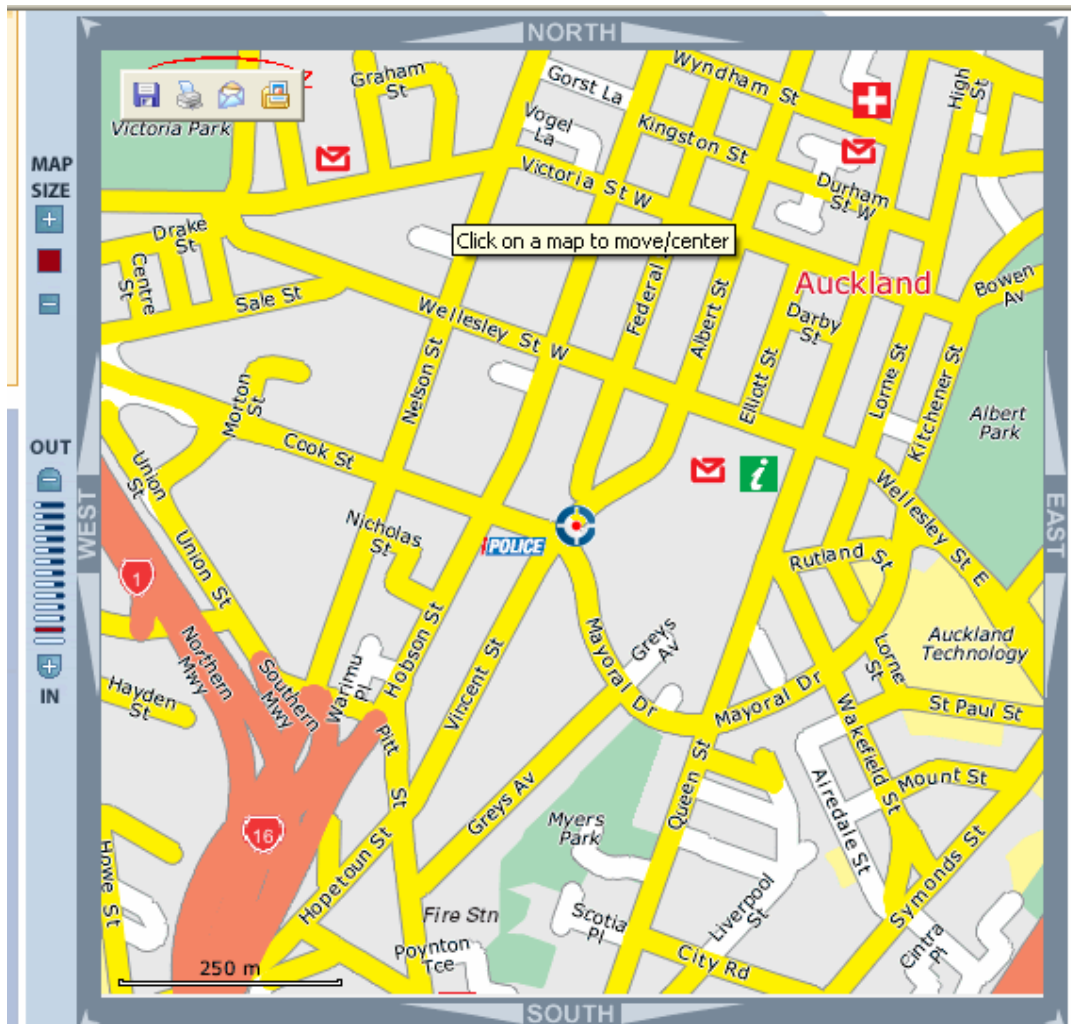 NORTH
Graham
St
Gorst La
Wyndham St
High
St
Victoria Park
Vogel
La
Kingston St
MAP
SIZE
Victoria St W
Durham
St W
Drake
St
Click on a map to move/center
Centre
St
Federal
Auckland
Bowen
Av
Sale St
Wellesley St W
Albert St
Darby
St
Nelson St
Elliott St
Lorne St
Kitchener St
Morton
St
Albert
Park
OUT
Cook St
Union
St
Wellesley St E
WEST
EAST
Nicholas
St
POLICE
Union St
Rutland St
1
Northern
Mwy
Southern
Mwy
Warimu
Pl
Hobson St
Vincent St
Mayoral Dr
Greys
Av
Auckland
Technology
Lorne
St
IN
Hayden
St
Mayoral Dr
St Paul St
Pitt
St
Queen St
Wakefield St
Mount St
Greys Av
Airedale St
16
Myers
Park
Howe St
Hopetoun St
Symonds St
Liverpool
St
Fire Stn
Scotia
Pl
Poynton
Tce
City Rd
Cintra
Pl
250 m
SOUTH